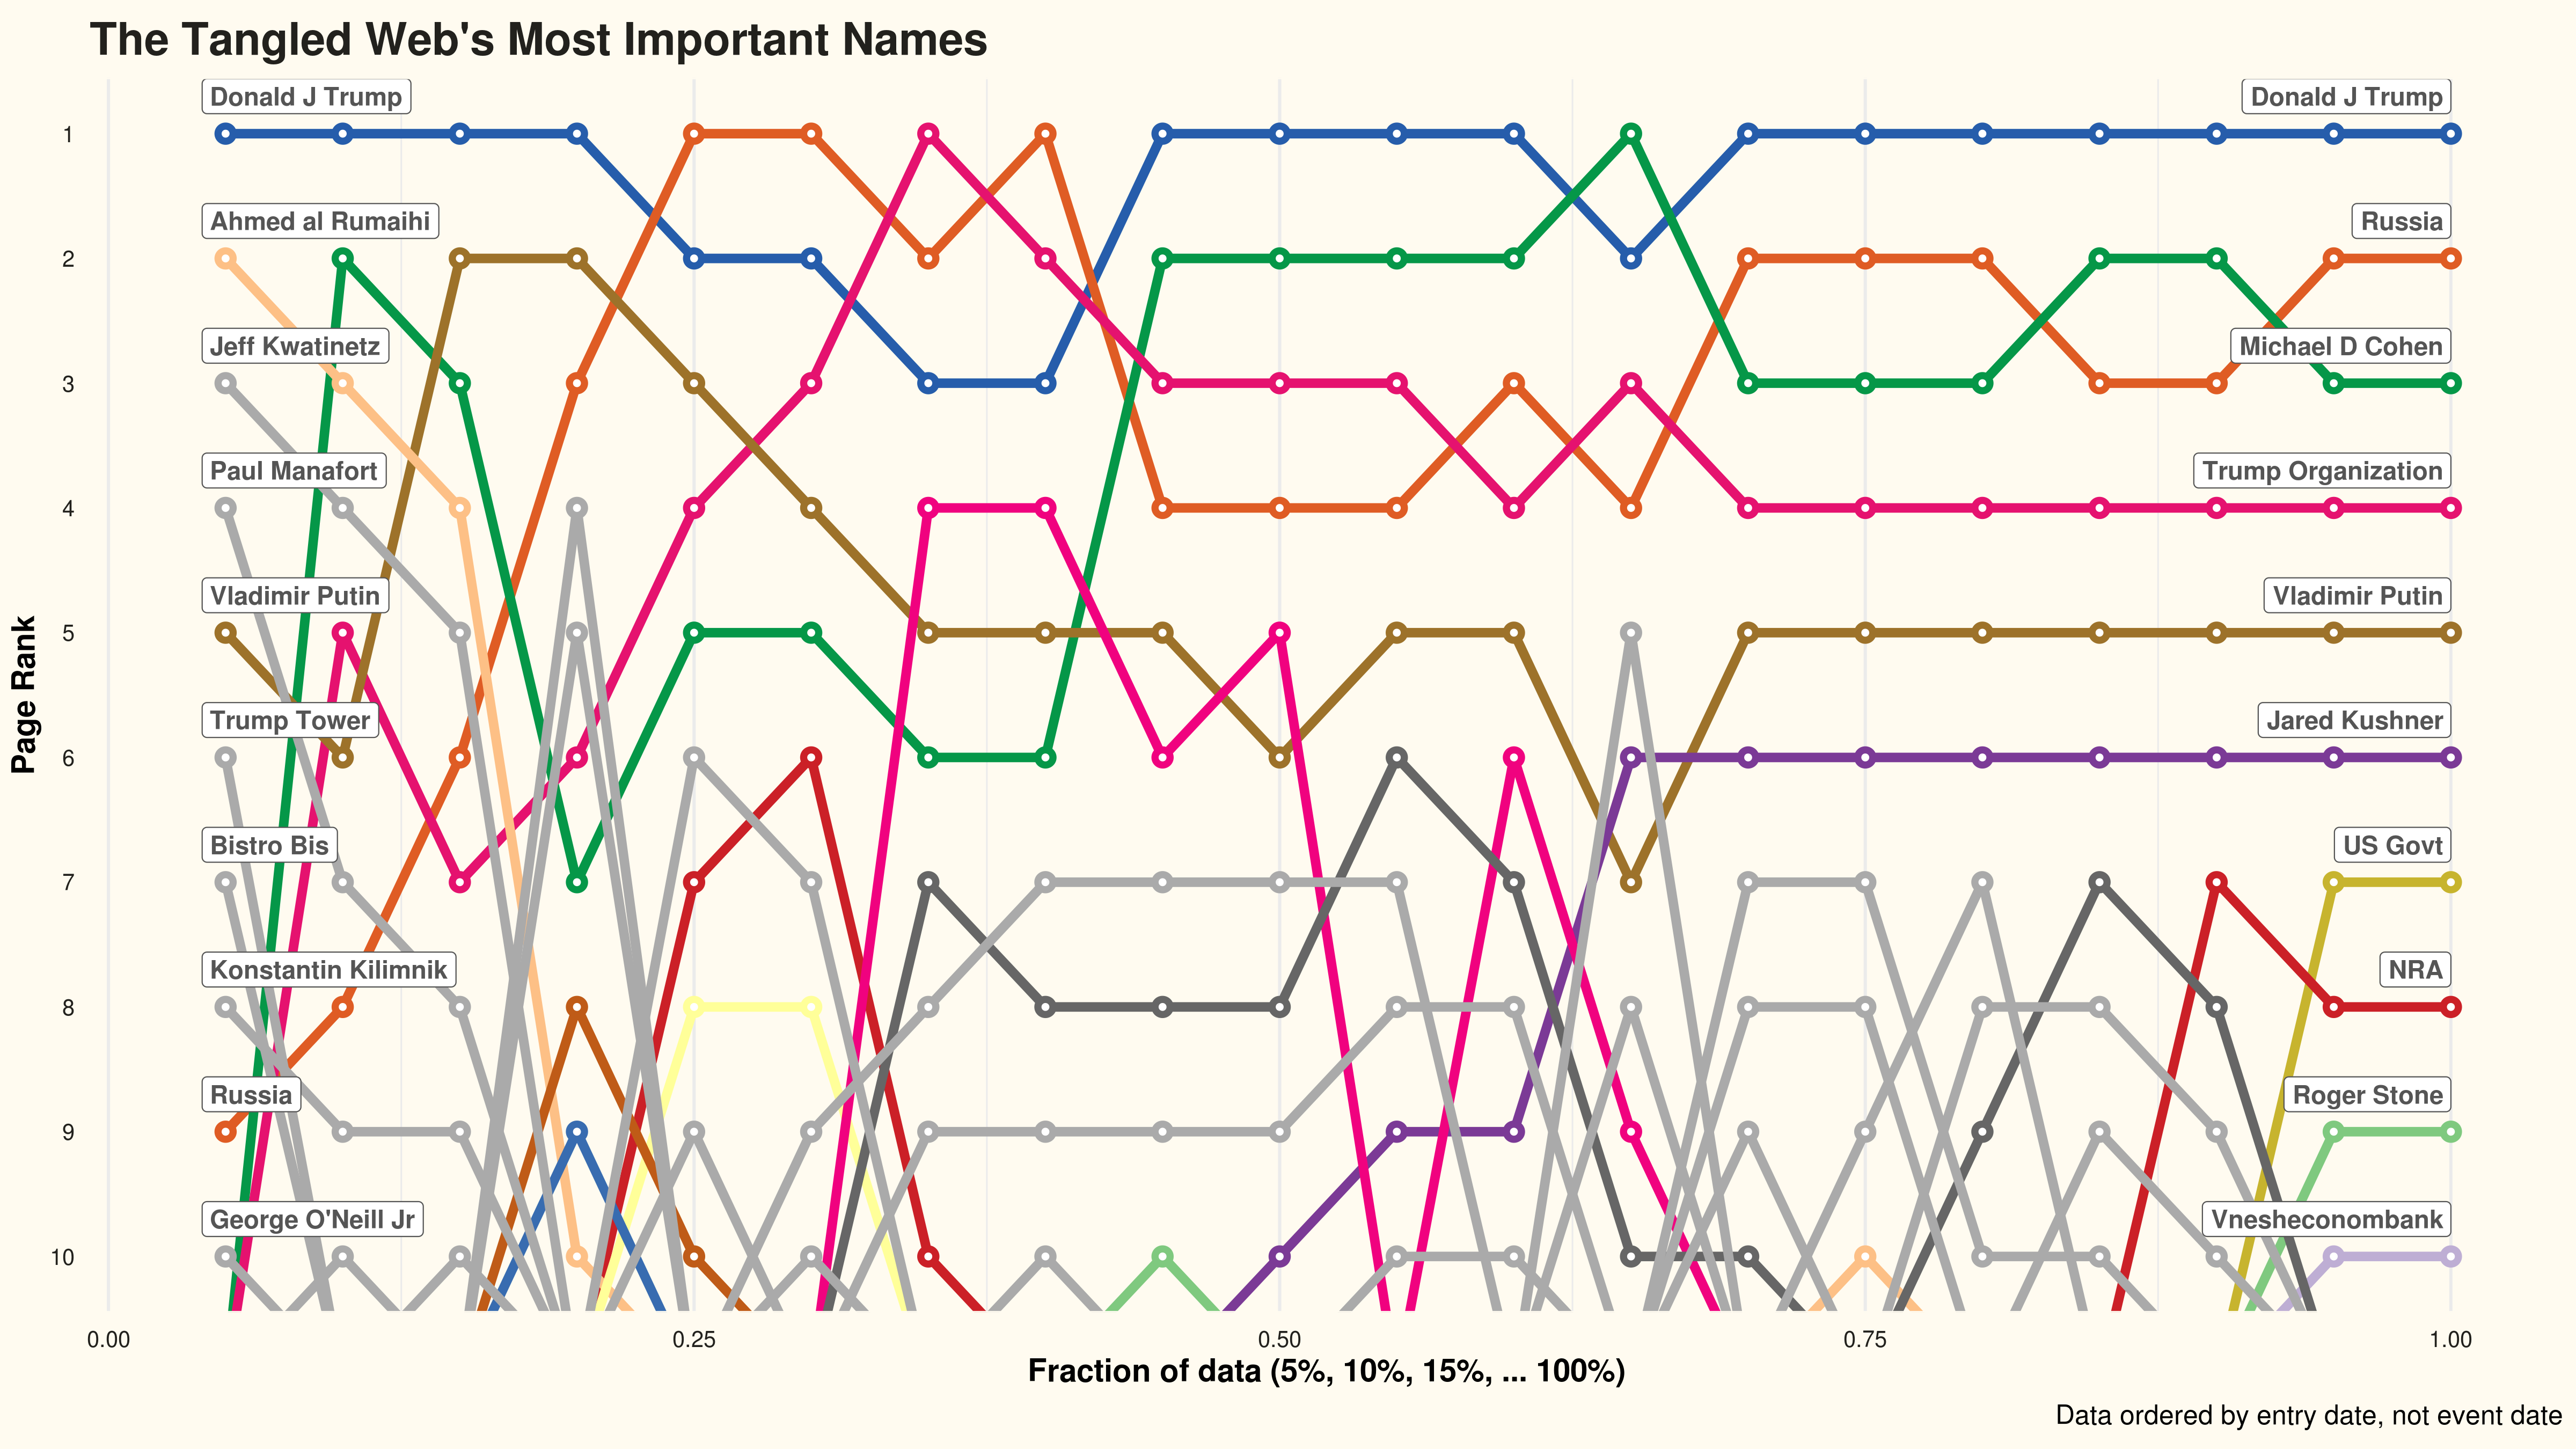 The Tangled Web's Most Important Names
Donald J Trump
Donald J Trump
1
Ahmed al Rumaihi
Russia
2
Jeff Kwatinetz
Michael D Cohen
3
Paul Manafort
Trump Organization
4
Vladimir Putin
Vladimir Putin
5
Trump Tower
Jared Kushner
6
Bistro Bis
US Govt
7
Konstantin Kilimnik
NRA
8
Russia
Roger Stone
9
George O'Neill Jr
Vnesheconombank
10
Page Rank
0.00
0.25
0.50
0.75
1.00
Fraction of data (5%, 10%, 15%, ... 100%)
Data ordered by entry date, not event date